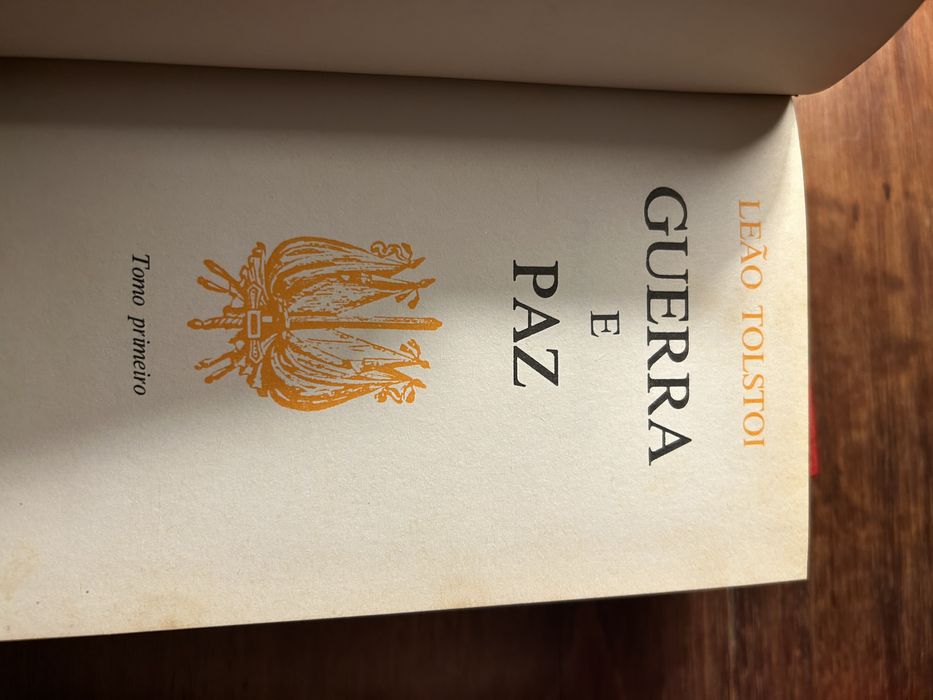 LEÃO TOLSTOI
GUERRA
E
PAZ
Tomo primeiro